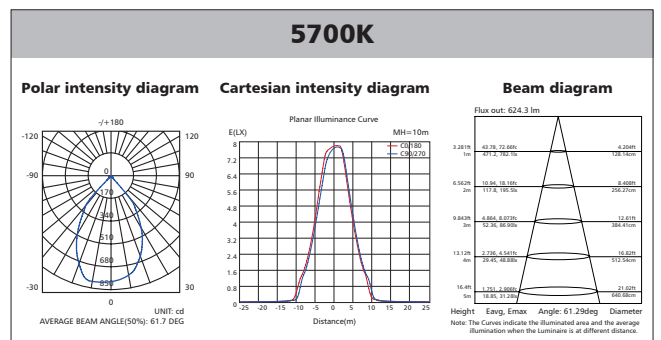 5700K
Polar intensity diagram
-/+180
-120
120
-90
90
-30
30
0
170
340
510
680
850
0
UNIT: cd
AVERAGE BEAM ANGLE(50%): 61.7 DEG
Cartesian intensity diagram
Planar Illuminance Curve
E(LX)
MH=10m
C0/180
C90/270
8
7.2
6.4
5.6
4.8
4
3.2
2.4
1.6
0.8
0
-25 -20 -15 -10 -5 0 5 10 15 20 25
Distance(m)
Beam diagram
Flux out: 624.3 lm
3.281ft 43.78, 72.66fc 4.204ft
1m 471.2, 782.1lx 128.14cm
6.562ft 10.94, 18.16fc 8.408ft
2m 117.8, 195.5lx 256.27cm
9.843ft 4.864, 8.073fc 12.61ft
3m 52.36, 86.90lx 384.41cm
13.12ft 2.736, 4.541fc 16.82ft
4m 29.45, 48.88lx 512.54cm
16.4ft 1.751, 2.906fc 21.02ft
5m 18.85, 31.28lx 640.68cm
Height Eavg, Emax Angle: 61.29deg Diameter
Note: The Curves indicate the illuminated area and the average
illumination when the Luminaire is at different distance.